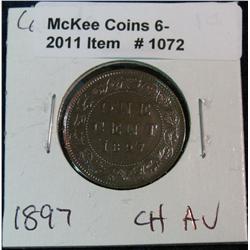 McKee Coins 6-
2011 Item # 1072
ONE
CENT
1897
1897 CH AU